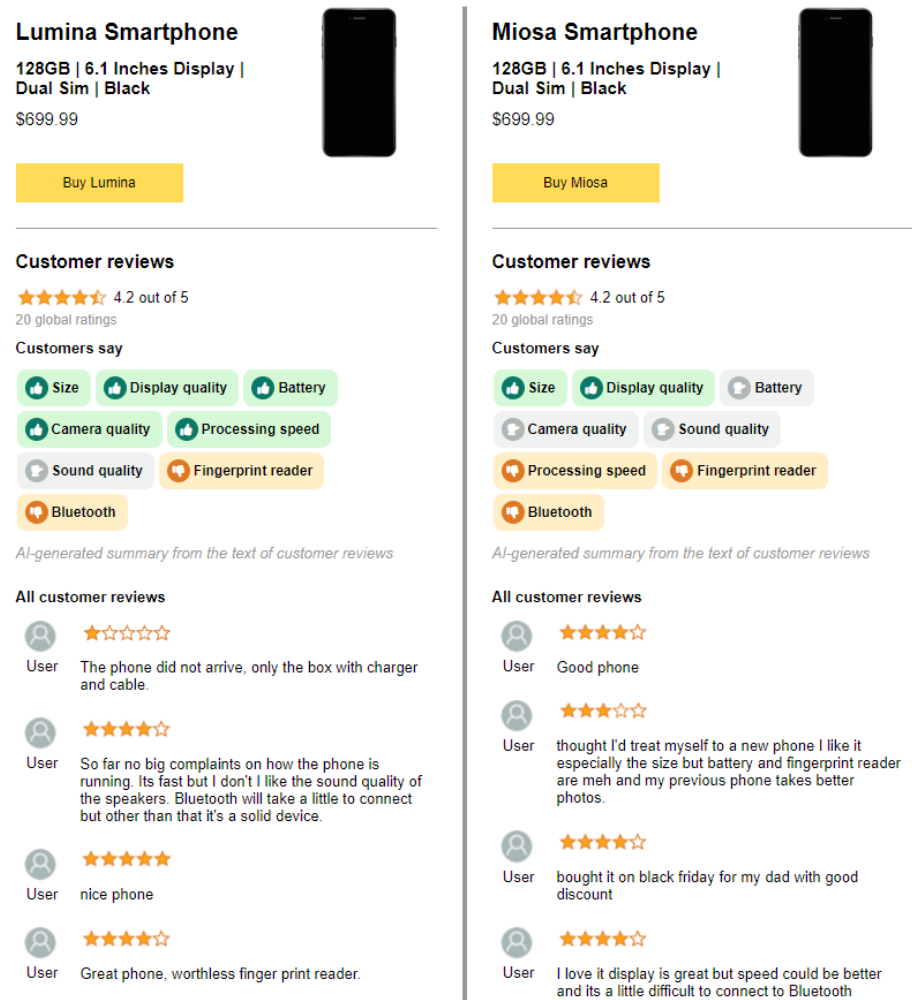 Lumina Smartphone
128GB | 6.1 Inches Display |
Dual Sim | Black
$699.99
Buy Lumina
Customer reviews
4.2 out of 5
20 global ratings
Customers say
Size
Display quality
Battery
Camera quality
Processing speed
Sound quality
Fingerprint reader
Bluetooth
AI-generated summary from the text of customer reviews
All customer reviews
User
The phone did not arrive, only the box with charger
and cable.
User
So far no big complaints on how the phone is
running. Its fast but I don't I like the sound quality of
the speakers. Bluetooth will take a little to connect
but other than that it's a solid device.
User
nice phone
User
Great phone, worthless finger print reader.
Miosa Smartphone
128GB | 6.1 Inches Display |
Dual Sim | Black
$699.99
Buy Miosa
Customer reviews
4.2 out of 5
20 global ratings
Customers say
Size
Display quality
Battery
Camera quality
Sound quality
Processing speed
Fingerprint reader
Bluetooth
AI-generated summary from the text of customer reviews
All customer reviews
User
Good phone
User
thought I'd treat myself to a new phone I like it
especially the size but battery and fingerprint reader
are meh and my previous phone takes better
photos.
User
bought it on black friday for my dad with good
discount
User
I love it display is great but speed could be better
and its a little difficult to connect to Bluetooth